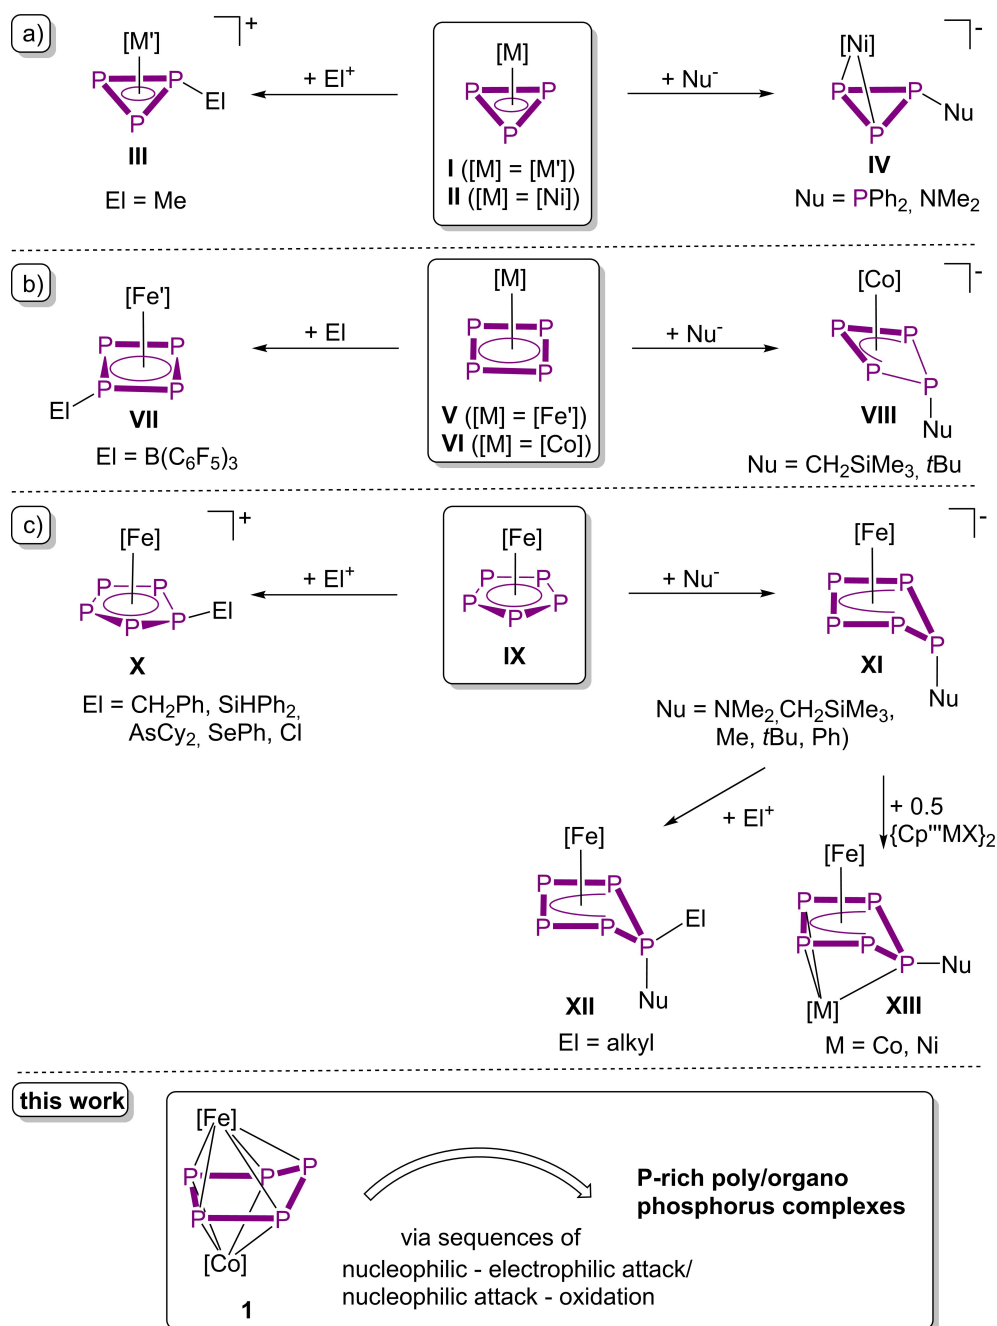 a)
[M'] ⁺
P P
P
El
III
El = Me
+ El⁺
[M]
P P
P
I ([M] = [M'])
II ([M] = [Ni])
+ Nu⁻
[Ni] ⁻
P P
P
Nu
IV
Nu = PPh₂, NMe₂
b)
[Fe']
P P
P P
El
VII
El = B(C₆F₅)₃
+ El
[M]
P P
P P
V ([M] = [Fe'])
VI ([M] = [Co])
+ Nu⁻
[Co] ⁻
P P
P P
Nu
VIII
Nu = CH₂SiMe₃, tBu
c)
[Fe] ⁺
P P
P P P
El
X
El = CH₂Ph, SiHPh₂,
AsCy₂, SePh, Cl
+ El⁺
[Fe]
P P
P P P
IX
+ Nu⁻
[Fe] ⁻
P P
P P P
Nu
XI
Nu = NMe₂,CH₂SiMe₃,
Me, tBu, Ph)
+ El⁺
+ 0.5
{Cp'''MX}₂
[Fe]
P P
P P P
El
Nu
XII
El = alkyl
[Fe]
P P
P P P
Nu
[M]
XIII
M = Co, Ni
this work
[Fe]
P P P
P P
[Co]
1
via sequences of
nucleophilic - electrophilic attack/
nucleophilic attack - oxidation
P-rich poly/organo
phosphorus complexes